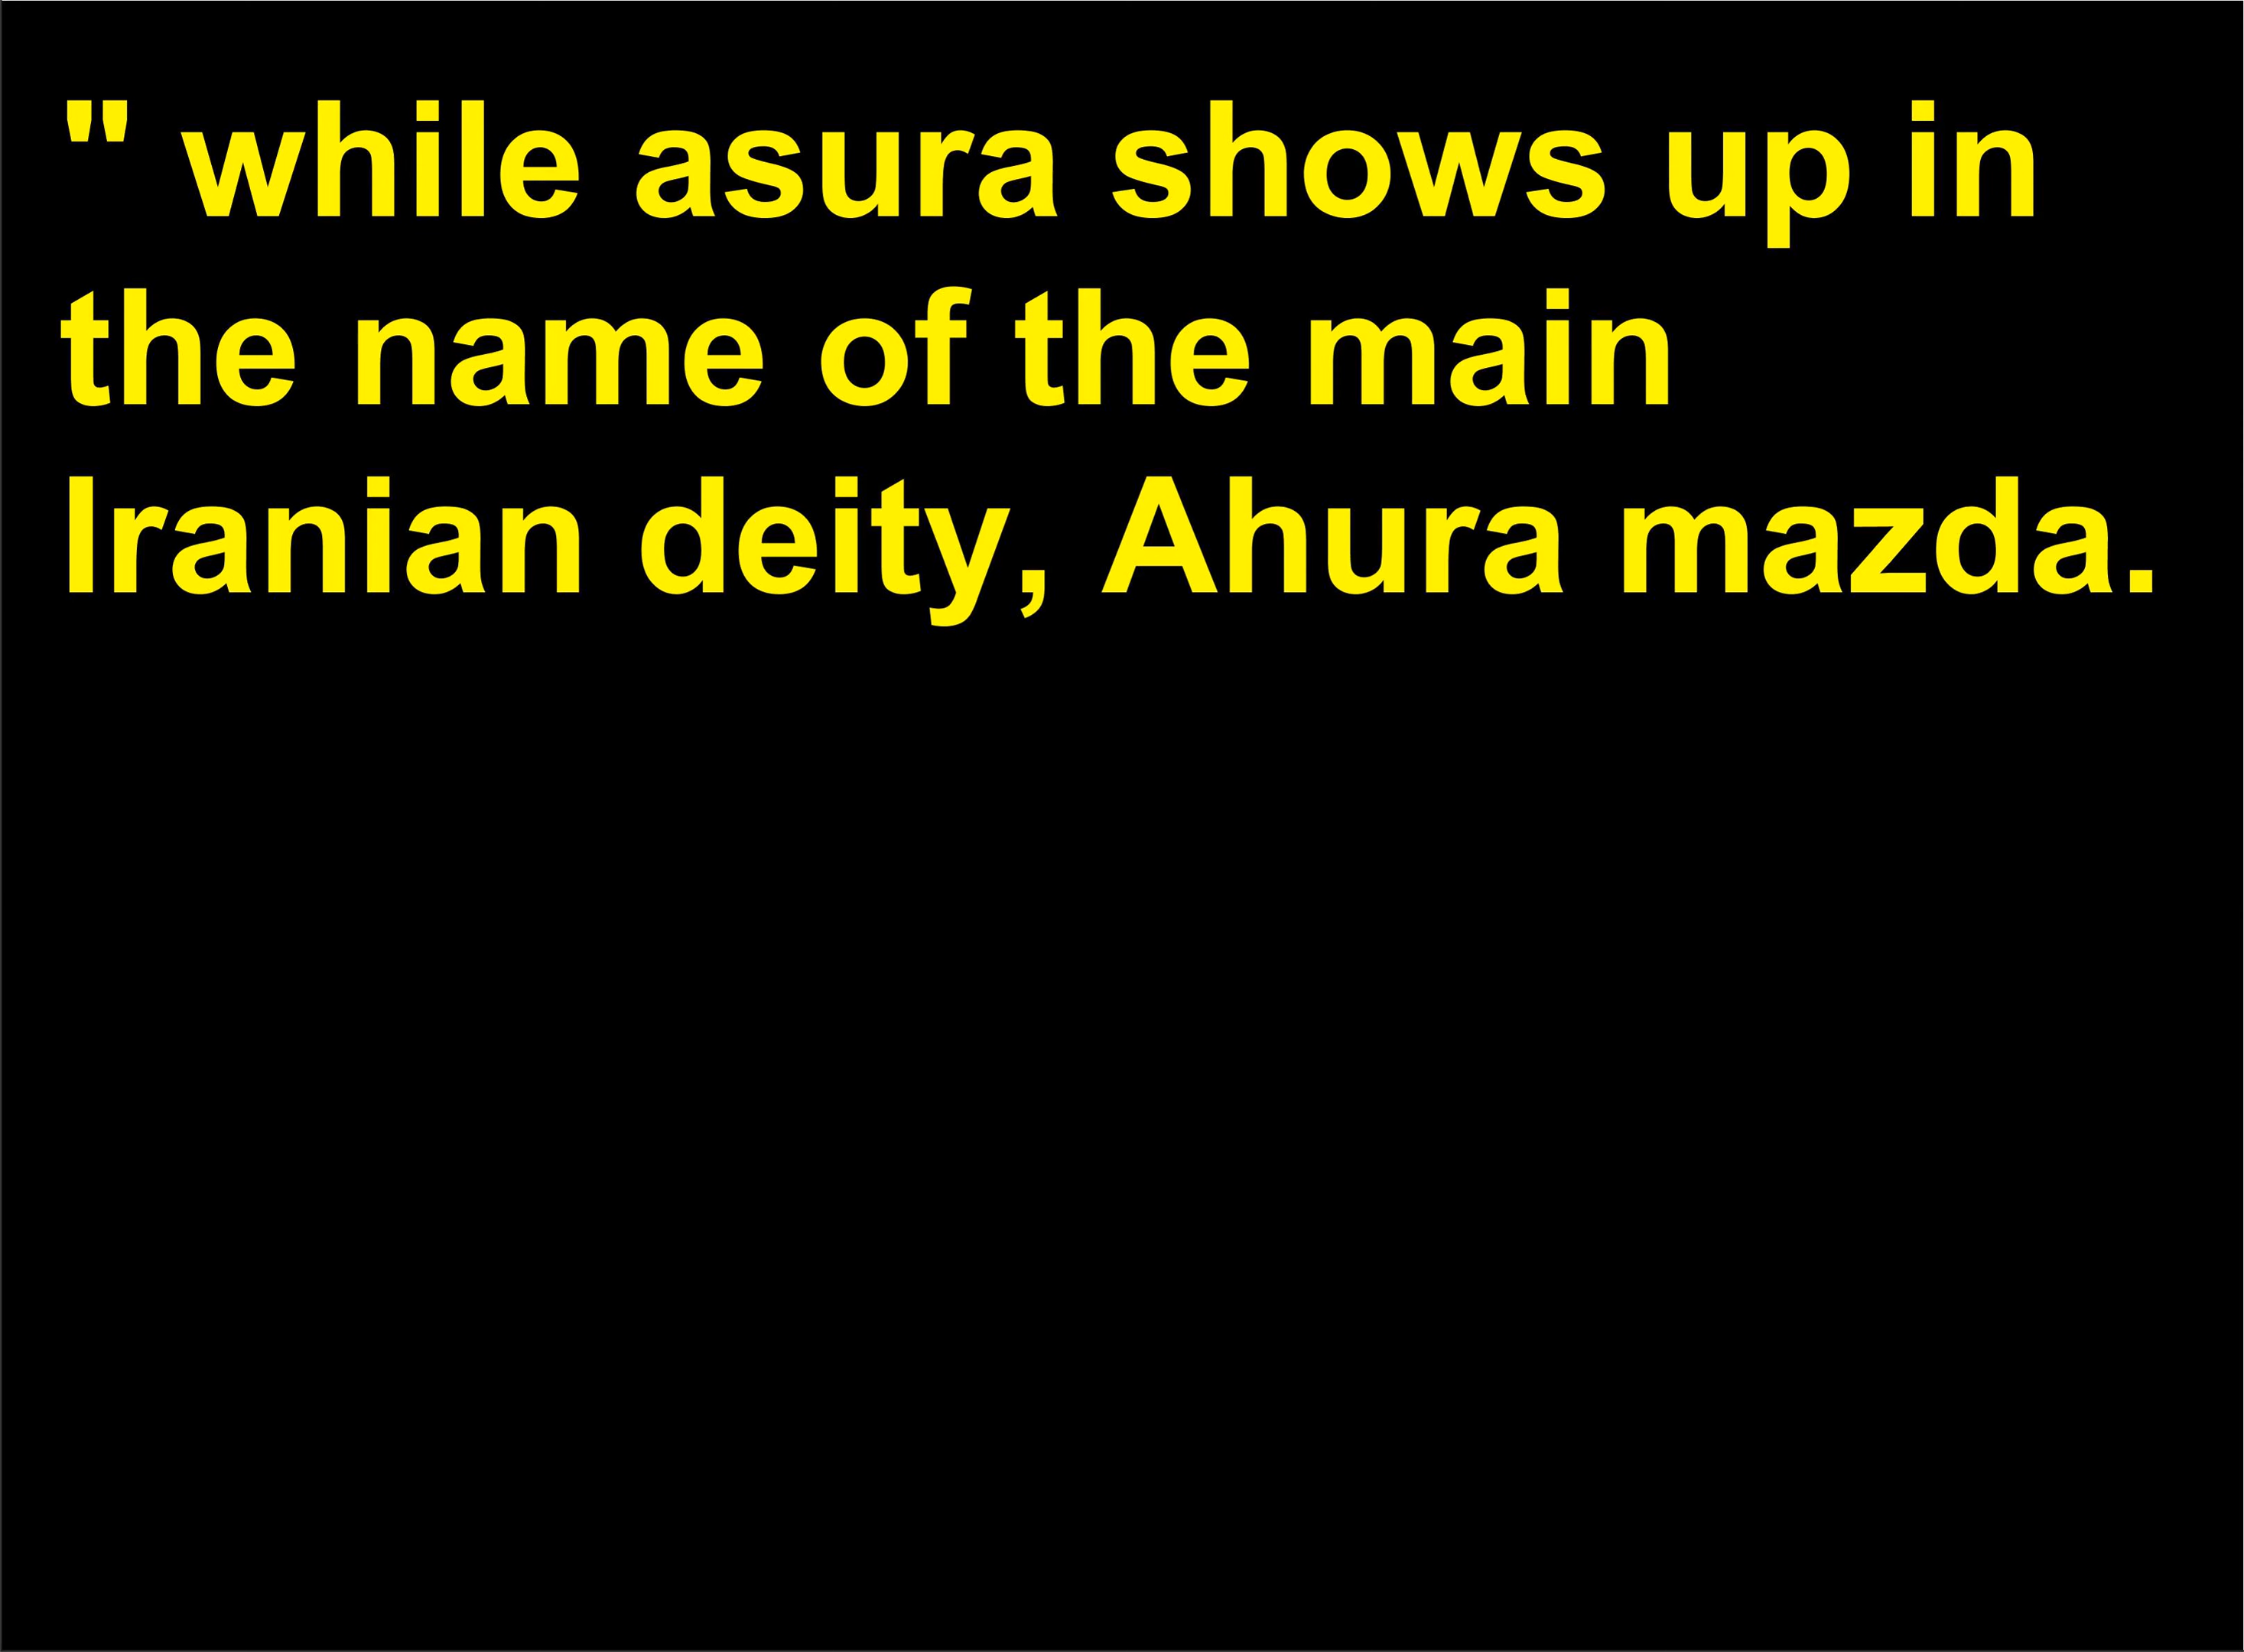 " while asura shows up in
the name of the main
Iranian deity, Ahura mazda.